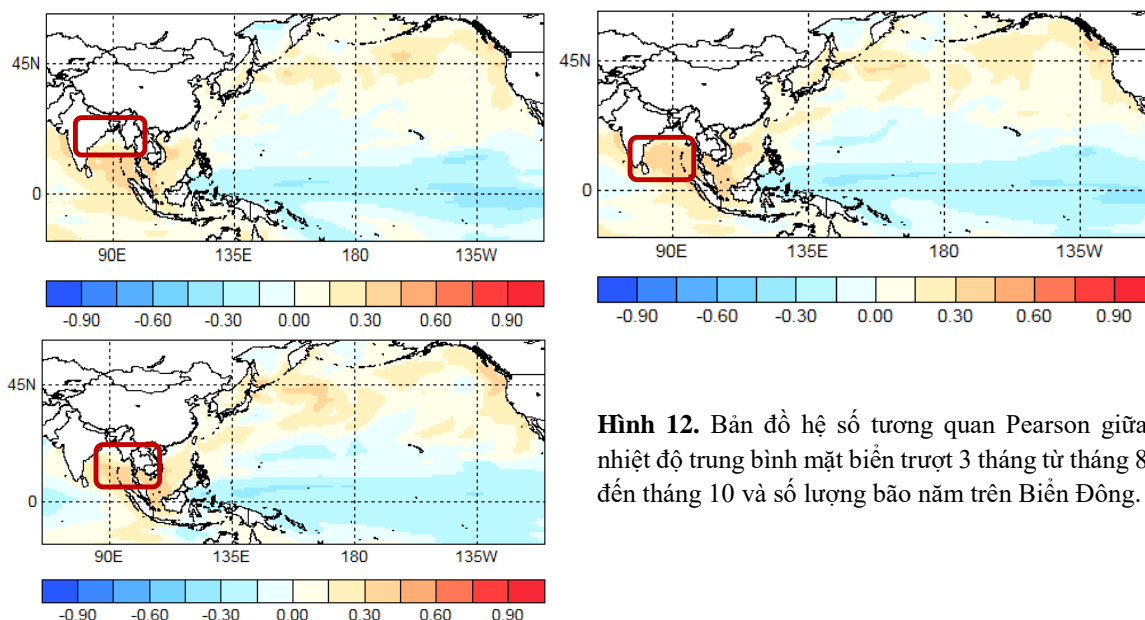 45N
0
90E 135E 180 135W
-0.90 -0.60 -0.30 0.00 0.30 0.60 0.90
45N
0
90E 135E 180 135W
-0.90 -0.60 -0.30 0.00 0.30 0.60 0.90
45N
0
90E 135E 180 135W
-0.90 -0.60 -0.30 0.00 0.30 0.60 0.90
Hình 12. Bản đồ hệ số tương quan Pearson giữa
nhiệt độ trung bình mặt biển trượt 3 tháng từ tháng 8
đến tháng 10 và số lượng bão năm trên Biển Đông.